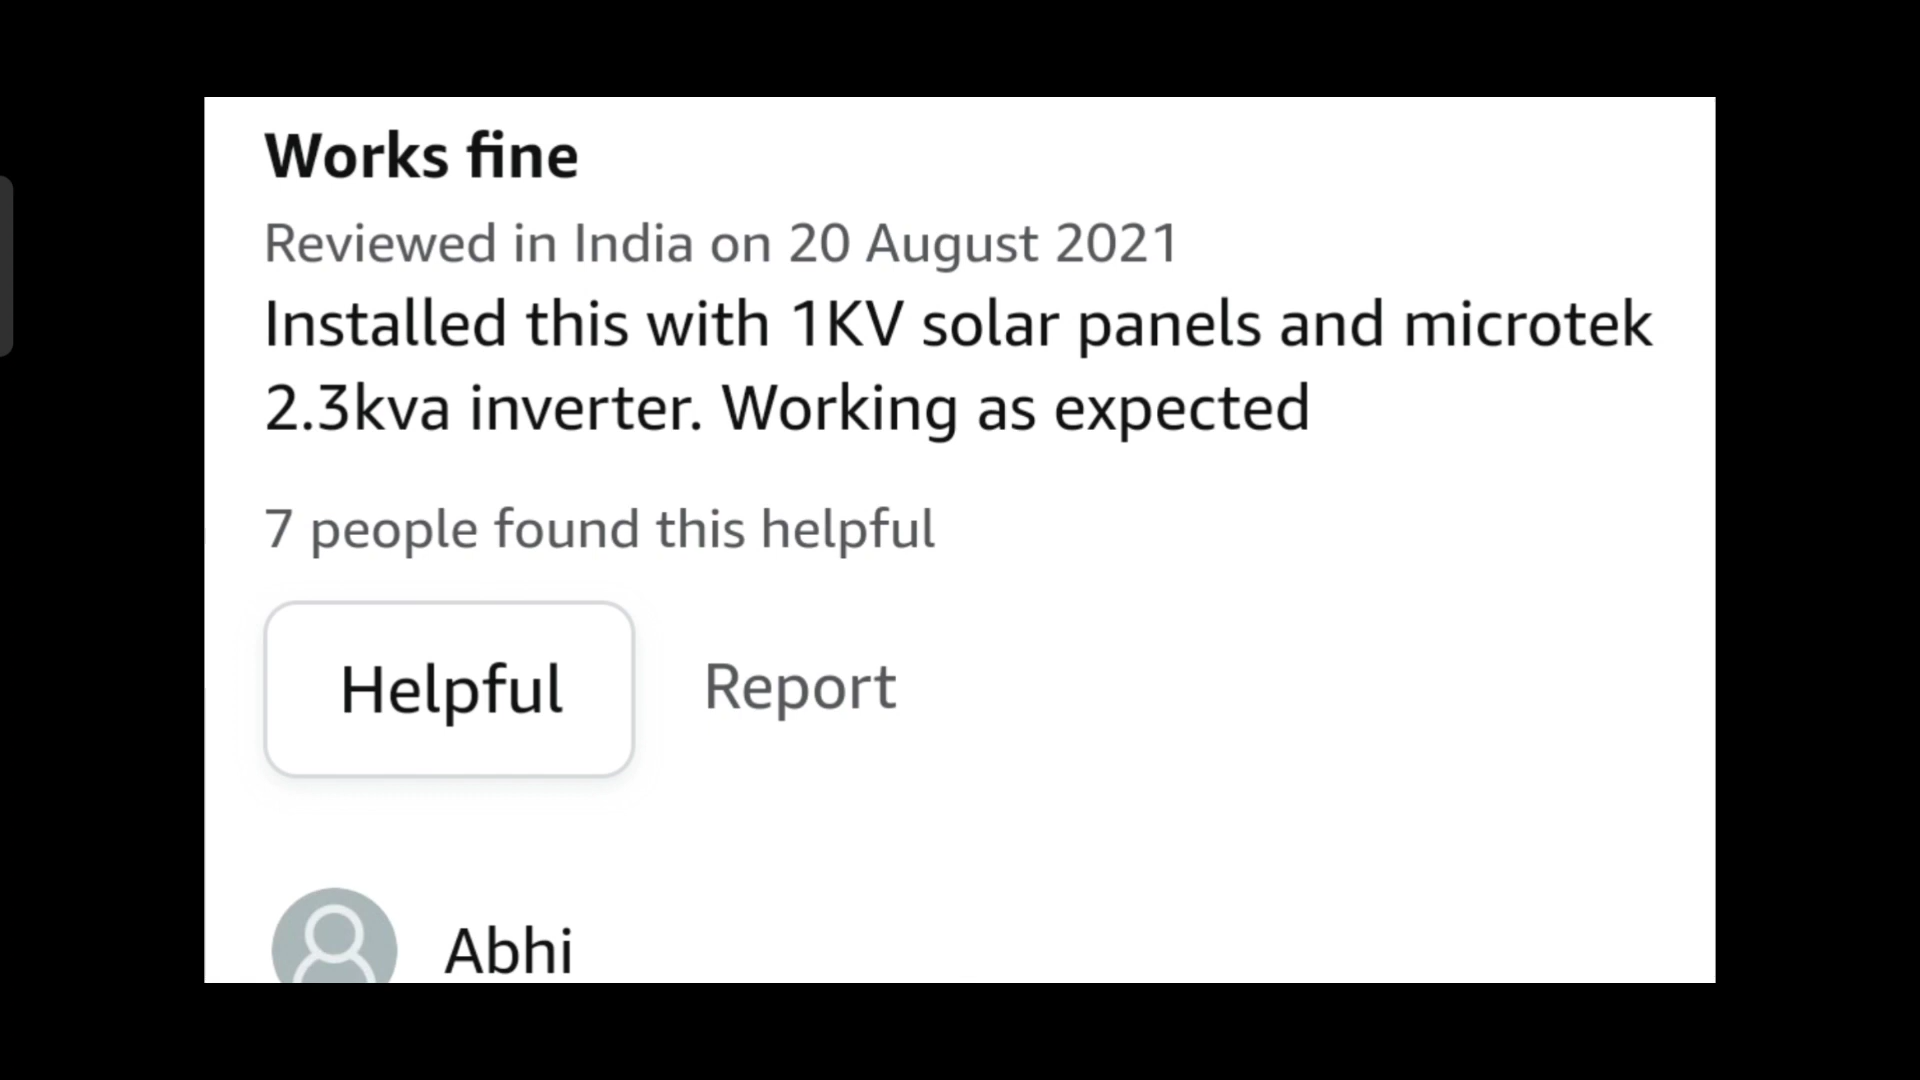 Works fine
Reviewed in India on 20 August 2021
Installed this with 1KV solar panels and microtek
2.3kva inverter. Working as expected
7 people found this helpful
Helpful
Report
Abhi